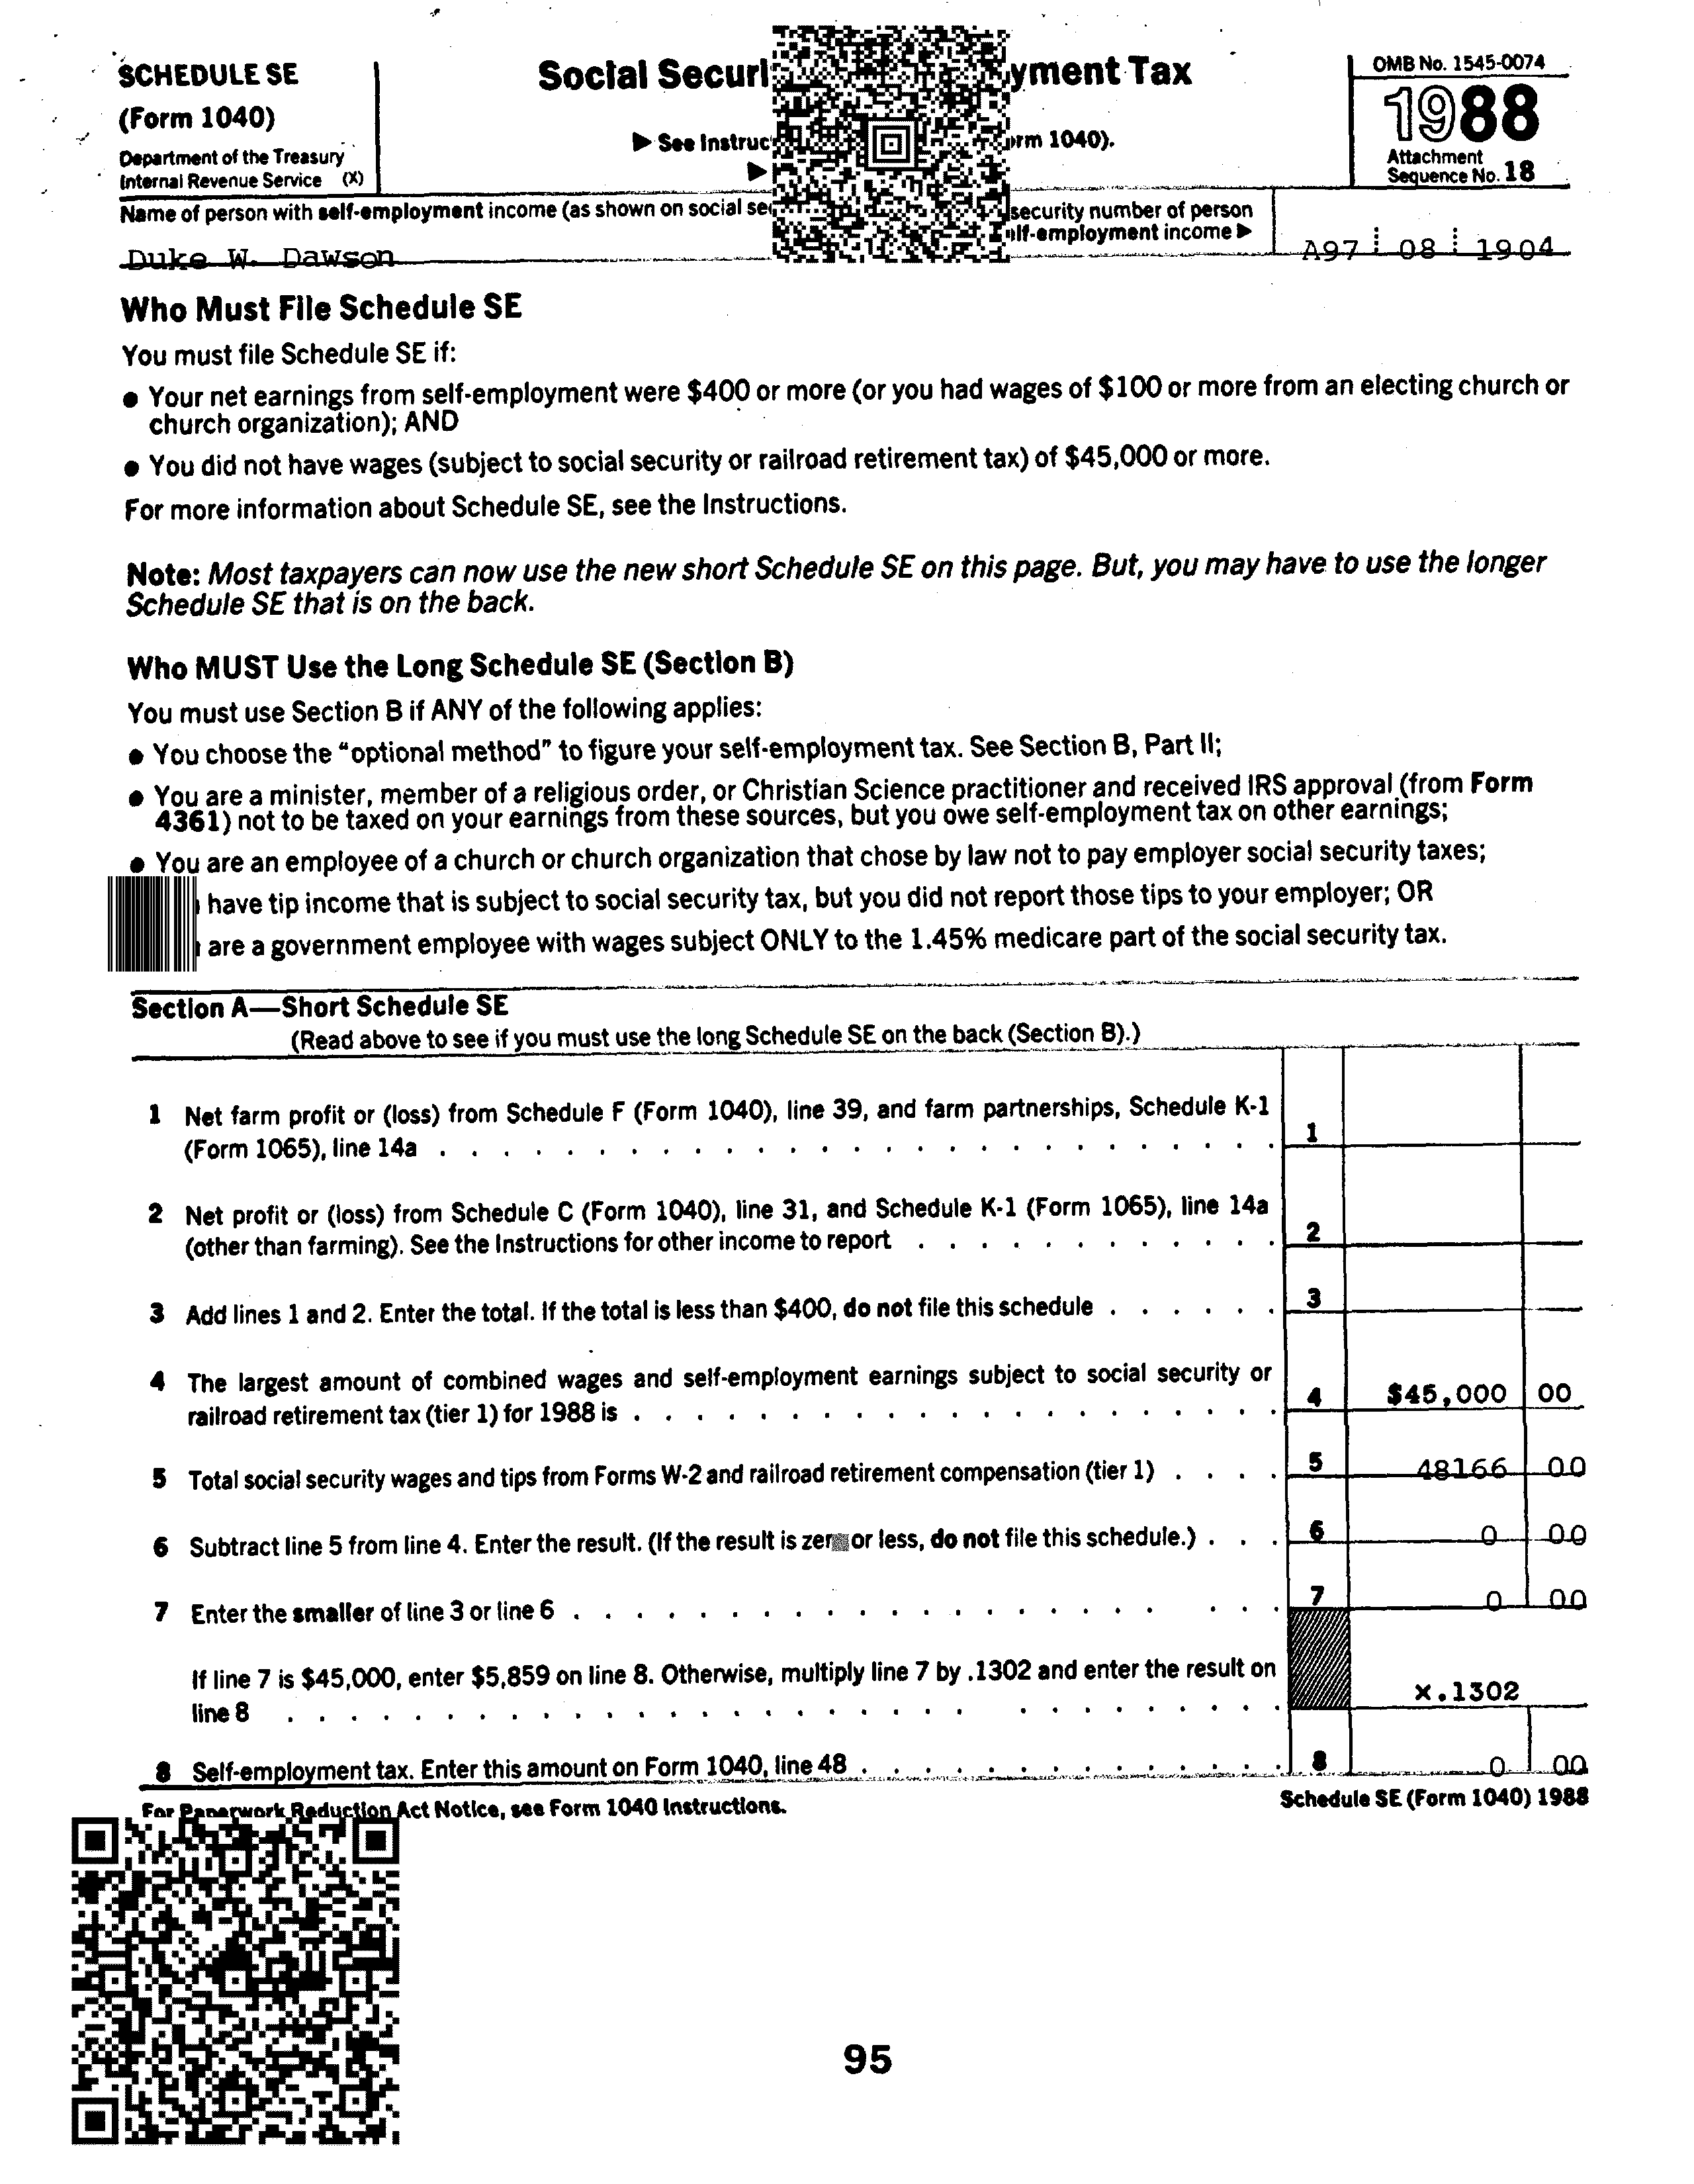 SCHEDULE SE
(Form 1040)
Department of the Treasury
Internal Revenue Service (X)
Social
yment Tax
▶ See
1040).
▶
OMB No. 1545-0074
1988
Attachment
Sequence No. 18
Name of person with self-employment income (as shown on social
security number of person
employment income ▶
Duke W. Dawson
A97 08 1904
Who Must File Schedule SE
You must file Schedule SE if:
● Your net earnings from self-employment were $400 or more (or you had wages of $100 or more from an electing church or
church organization); AND
● You did not have wages (subject to social security or railroad retirement tax) of $45,000 or more.
For more information about Schedule SE, see the Instructions.
Note: Most taxpayers can now use the new short Schedule SE on this page. But, you may have to use the longer
Schedule SE that is on the back.
Who MUST Use the Long Schedule SE (Section B)
You must use Section B if ANY of the following applies:
● You choose the "optional method" to figure your self-employment tax. See Section B, Part II;
● You are a minister, member of a religious order, or Christian Science practitioner and received IRS approval (from Form
4361) not to be taxed on your earnings from these sources, but you owe self-employment tax on other earnings;
● You are an employee of a church or church organization that chose by law not to pay employer social security taxes;
have tip income that is subject to social security tax, but you did not report those tips to your employer; OR
are a government employee with wages subject ONLY to the 1.45% medicare part of the social security tax.
Section A—Short Schedule SE
(Read above to see if you must use the long Schedule SE on the back (Section B).)
1 Net farm profit or (loss) from Schedule F (Form 1040), line 39, and farm partnerships, Schedule K-1
(Form 1065), line 14a . . . . . . . . . . . . . . . . . . . . . . . . . . . 1
2 Net profit or (loss) from Schedule C (Form 1040), line 31, and Schedule K-1 (Form 1065), line 14a
(other than farming). See the Instructions for other income to report . . . . . . . . . . . . 2
3 Add lines 1 and 2. Enter the total. If the total is less than $400, do not file this schedule . . . . . . 3
4 The largest amount of combined wages and self-employment earnings subject to social security or
railroad retirement tax (tier 1) for 1988 is . . . . . . . . . . . . . . . . . . . . . 4 $45,000 00
5 Total social security wages and tips from Forms W-2 and railroad retirement compensation (tier 1) . . . . 5 48166 00
6 Subtract line 5 from line 4. Enter the result. (If the result is zero or less, do not file this schedule.) . . . 6 0 00
7 Enter the smaller of line 3 or line 6 . . . . . . . . . . . . . . . . . . . . . . 7 0 00
If line 7 is $45,000, enter $5,859 on line 8. Otherwise, multiply line 7 by .1302 and enter the result on
line 8 . . . . . . . . . . . . . . . . . . . . . . . . . . . . . . x.1302
8 Self-employment tax. Enter this amount on Form 1040, line 48 . . . . . . . . . . . . . . 8 0 00
For Paperwork Reduction Act Notice, see Form 1040 Instructions.
Schedule SE (Form 1040) 1988
95